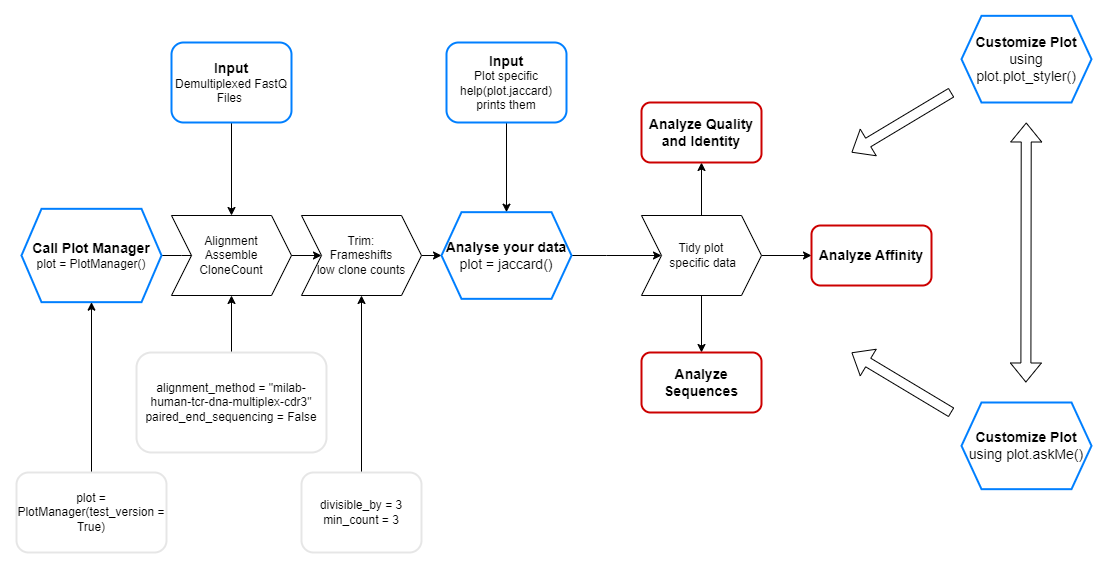 Customize Plot
using
plot.plot_styler()
Input
Demultiplexed FastQ
Files
Input
Plot specific
help(plot.jaccard)
prints them
Analyze Quality
and Identity
Call Plot Manager
plot = PlotManager()
Alignment
Assemble
CloneCount
Trim:
Frameshifts
low clone counts
Analyse your data
plot = jaccard()
Tidy plot
specific data
Analyze Affinity
Analyze
Sequences
alignment_method = "milab-
human-tcr-dna-multiplex-cdr3"
paired_end_sequencing = False
Customize Plot
using plot.askMe()
plot =
PlotManager(test_version =
True)
divisible_by = 3
min_count = 3